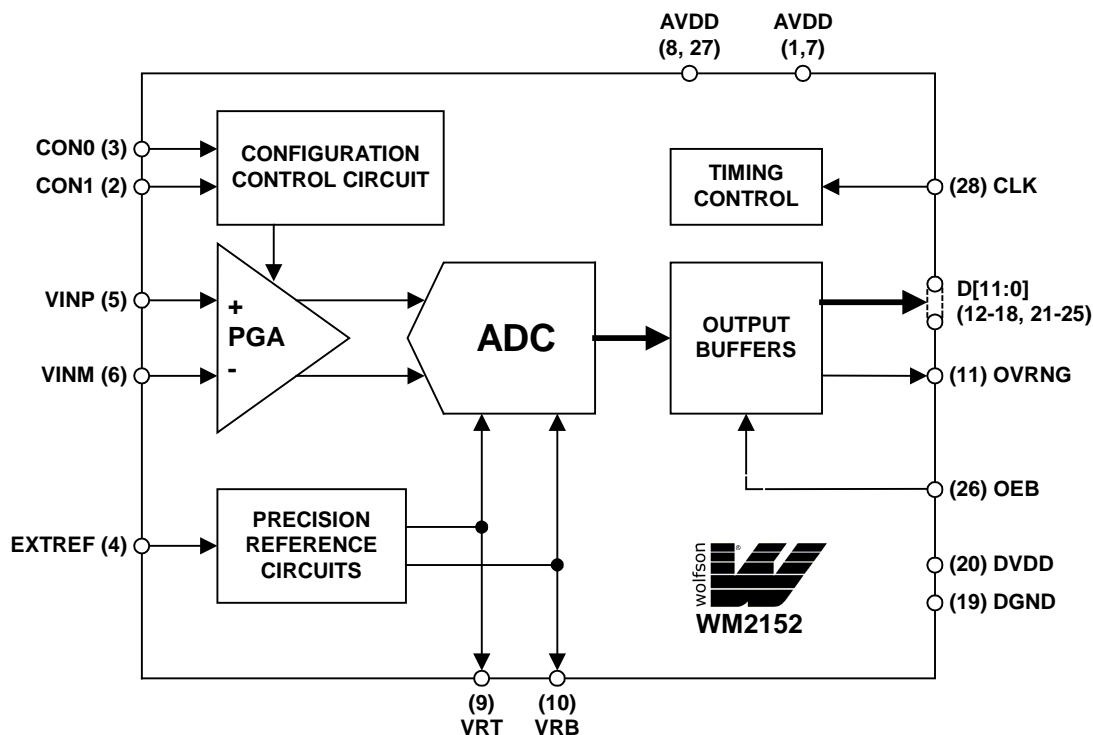 AVDD
(8, 27)
AVDD
(1,7)
CON0 (3)
CON1 (2)
CONFIGURATION
CONTROL CIRCUIT
TIMING
CONTROL
(28) CLK
VINP (5)
VINM (6)
+
PGA
-
ADC
OUTPUT
BUFFERS
D[11:0]
(12-18, 21-25)
(11) OVRNG
(26) OEB
EXTREF (4)
PRECISION
REFERENCE
CIRCUITS
wolfson
®
WM2152
(20) DVDD
(19) DGND
(9)
VRT
(10)
VRB